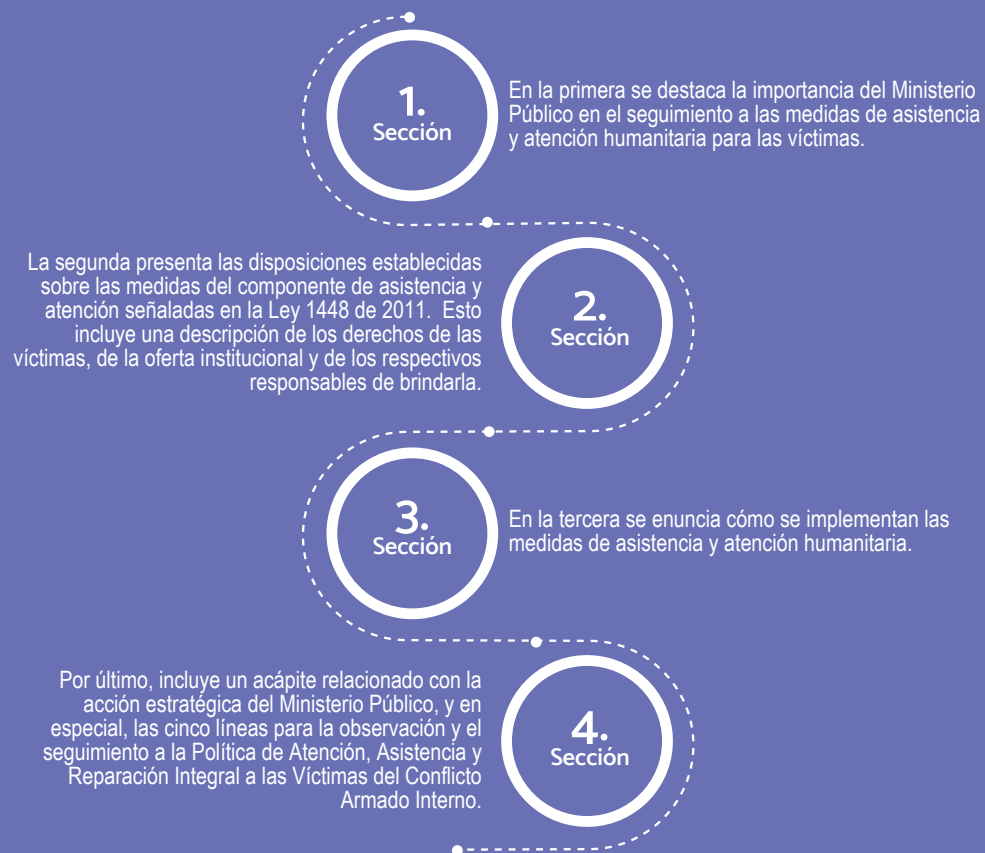 1.
Sección
En la primera se destaca la importancia del Ministerio
Público en el seguimiento a las medidas de asistencia
y atención humanitaria para las víctimas.
La segunda presenta las disposiciones establecidas
sobre las medidas del componente de asistencia y
atención señaladas en la Ley 1448 de 2011. Esto
incluye una descripción de los derechos de las
víctimas, de la oferta institucional y de los respectivos
responsables de brindarla.
2.
Sección
3.
Sección
En la tercera se enuncia cómo se implementan las
medidas de asistencia y atención humanitaria.
Por último, incluye un acápite relacionado con la
acción estratégica del Ministerio Público, y en
especial, las cinco líneas para la observación y el
seguimiento a la Política de Atención, Asistencia y
Reparación Integral a las Víctimas del Conflicto
Armado Interno.
4.
Sección